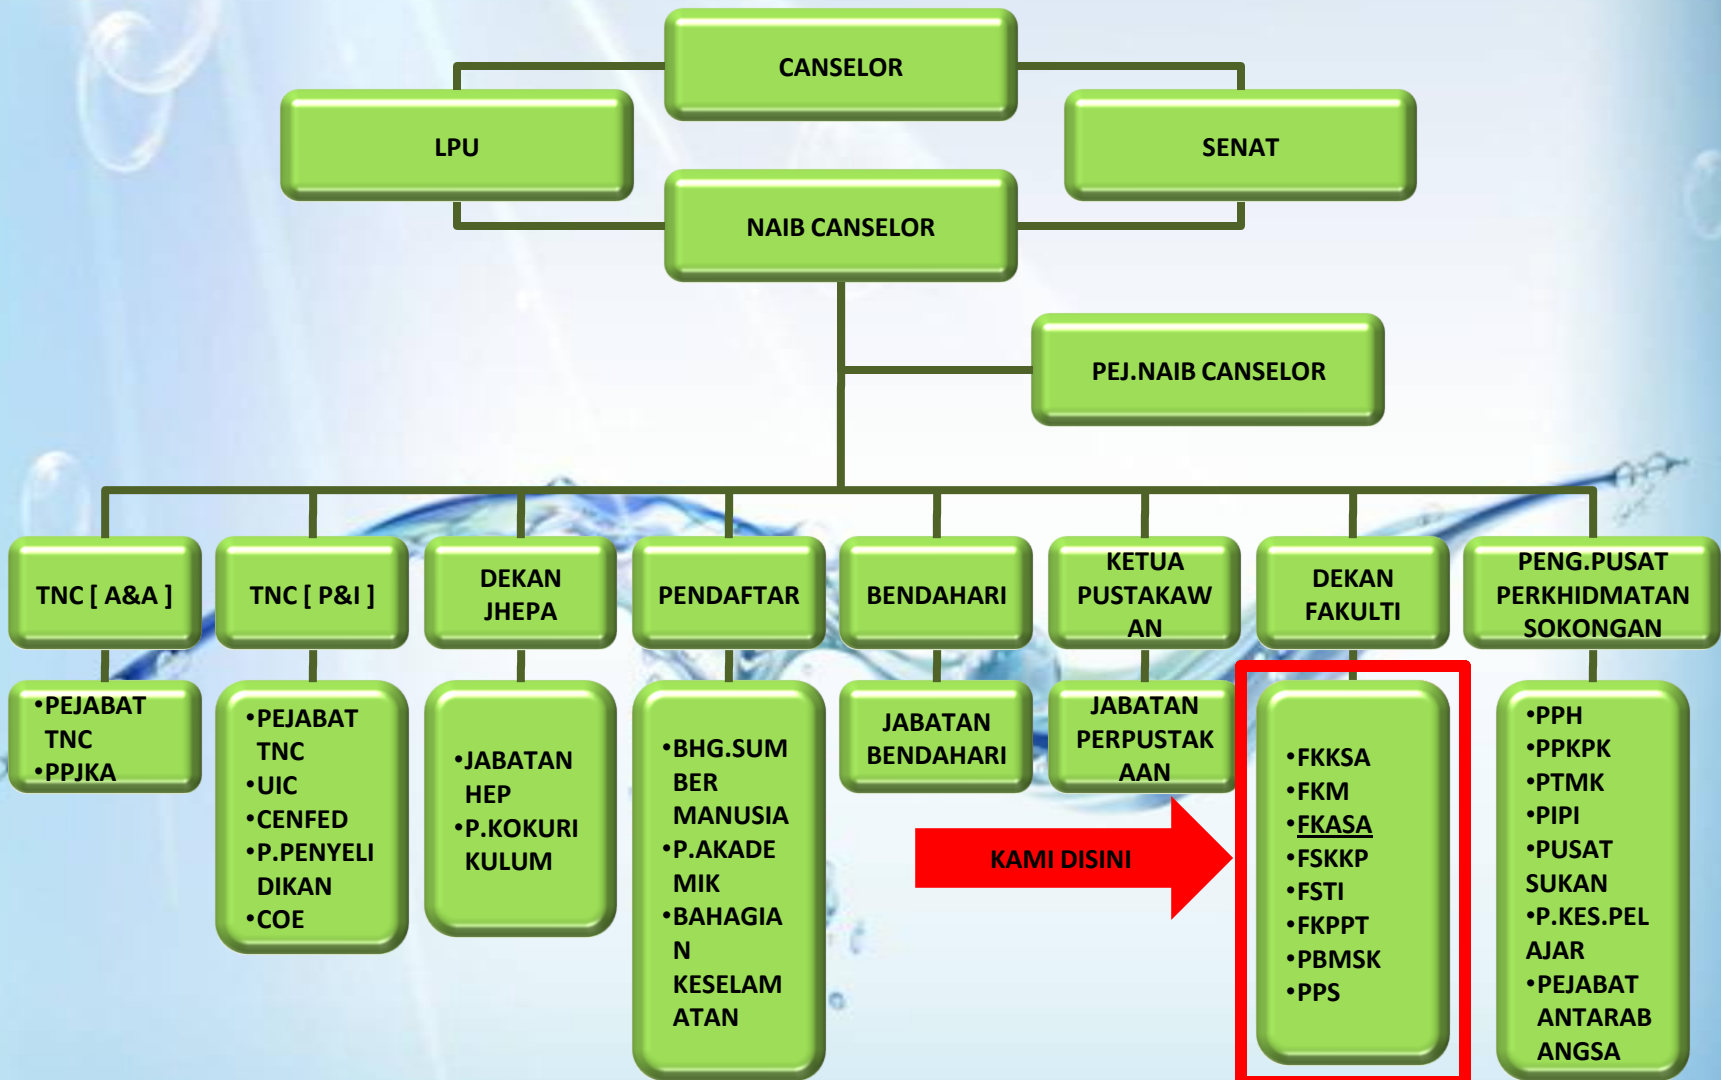 CANSELOR
LPU
SENAT
NAIB CANSELOR
PEJ.NAIB CANSELOR
TNC [ A&A ]
TNC [ P&I ]
DEKAN
JHEPA
PENDAFTAR
BENDAHARI
KETUA
PUSTAKAW
AN
DEKAN
FAKULTI
PENG.PUSAT
PERKHIDMATAN
SOKONGAN
•PEJABAT
TNC
•PPJKA
•PEJABAT
TNC
•UIC
•CENFED
•P.PENYELI
DIKAN
•COE
•JABATAN
HEP
•P.KOKURI
KULUM
•BHG.SUM
BER
MANUSIA
•P.AKADE
MIK
•BAHAGIA
N
KESELAM
ATAN
JABATAN
BENDAHARI
JABATAN
PERPUSTAK
AAN
KAMI DISINI
•FKKSA
•FKM
•FKASA
•FSKKP
•FSTI
•FKPPT
•PBMSK
•PPS
•PPH
•PPKPK
•PTMK
•PIPI
•PUSAT
SUKAN
•P.KES.PEL
AJAR
•PEJABAT
ANTARAB
ANGSA